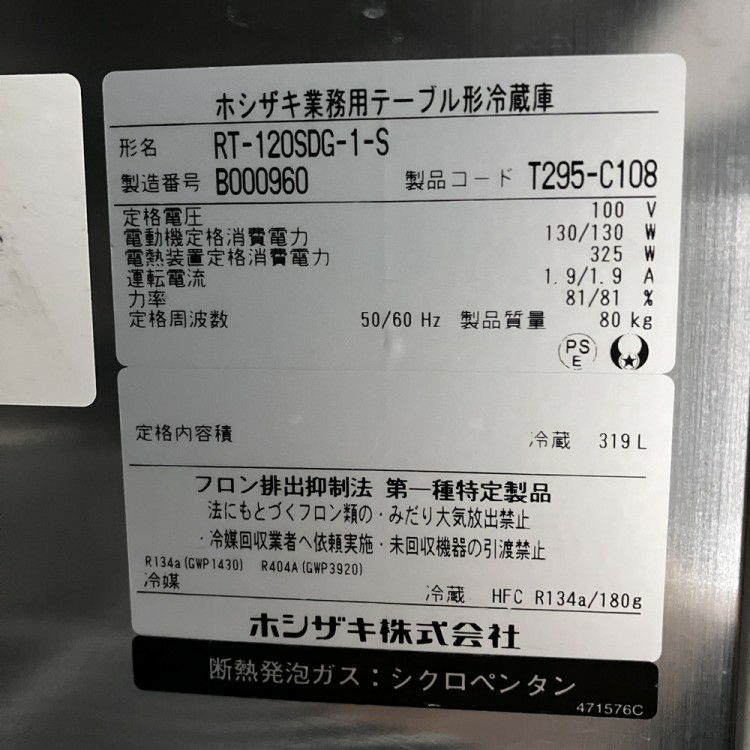 ホシザキ業務用テーブル形冷蔵庫
形名 RT-120SDG-1-S
製造番号 B000960 製品コード T295-C108
定格電圧 100 V
電動機定格消費電力 130/130 W
電熱装置定格消費電力 325 W
運転電流 1.9/1.9 A
力率 81/81 %
定格周波数 50/60 Hz 製品質量 80 kg
PS
E
定格内容積 冷蔵 319 L
フロン排出抑制法 第一種特定製品
法にもとづくフロン類の・みだり大気放出禁止
・冷媒回収業者へ依頼実施・未回収機器の引渡禁止
R134a(GWP1430) R404A(GWP3920)
冷媒 冷蔵 HFC R134a/180g
ホシザキ株式会社
断熱発泡ガス：シクロペンタン
471576C